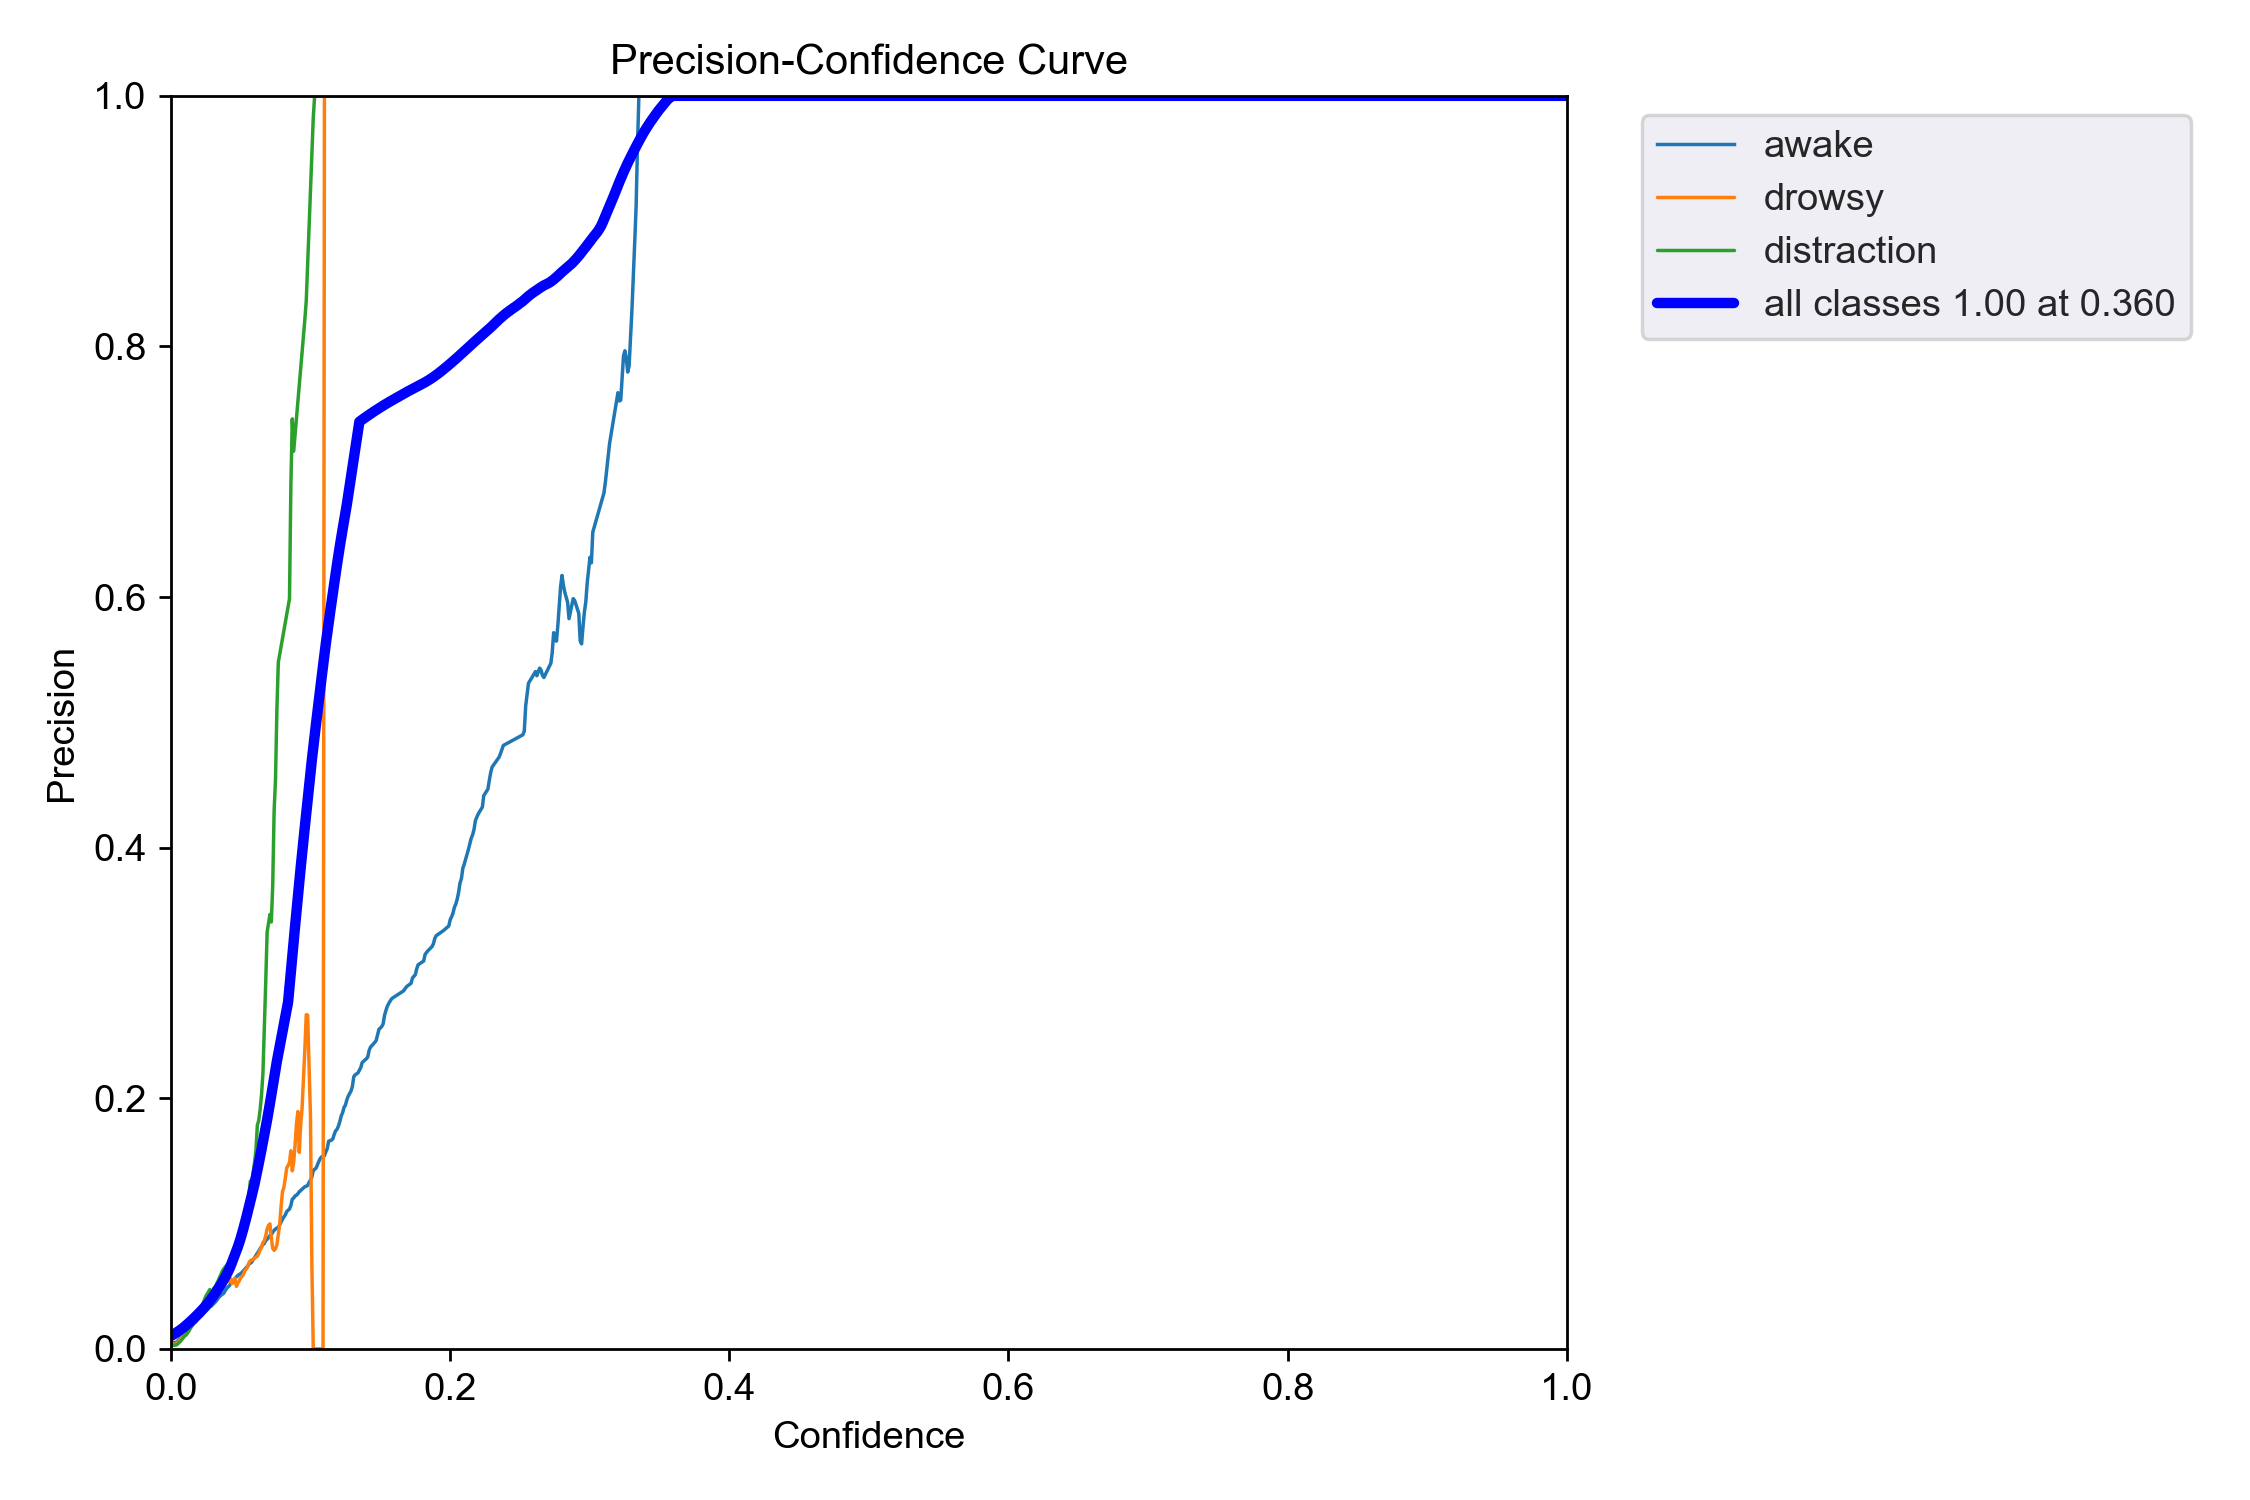 Precision-Confidence Curve
1.0
0.8
0.6
0.4
0.2
0.0
Precision
0.0 0.2 0.4 0.6 0.8 1.0
Confidence
awake
drowsy
distraction
all classes 1.00 at 0.360